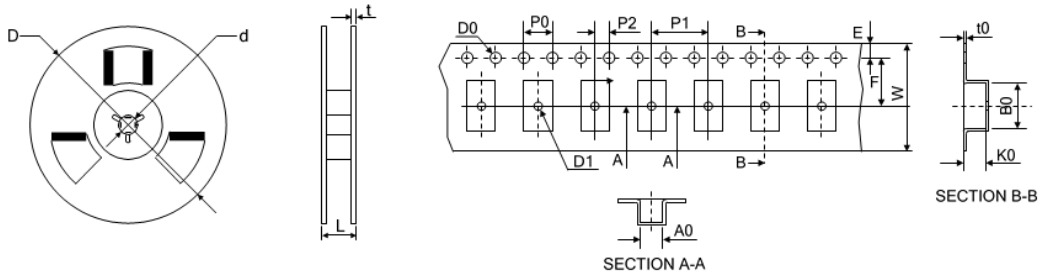 D
d
t
L
D0
P0
P2
P1
B
E
F
W
D1
A
A
B
A0
SECTION A-A
t0
B0
K0
SECTION B-B